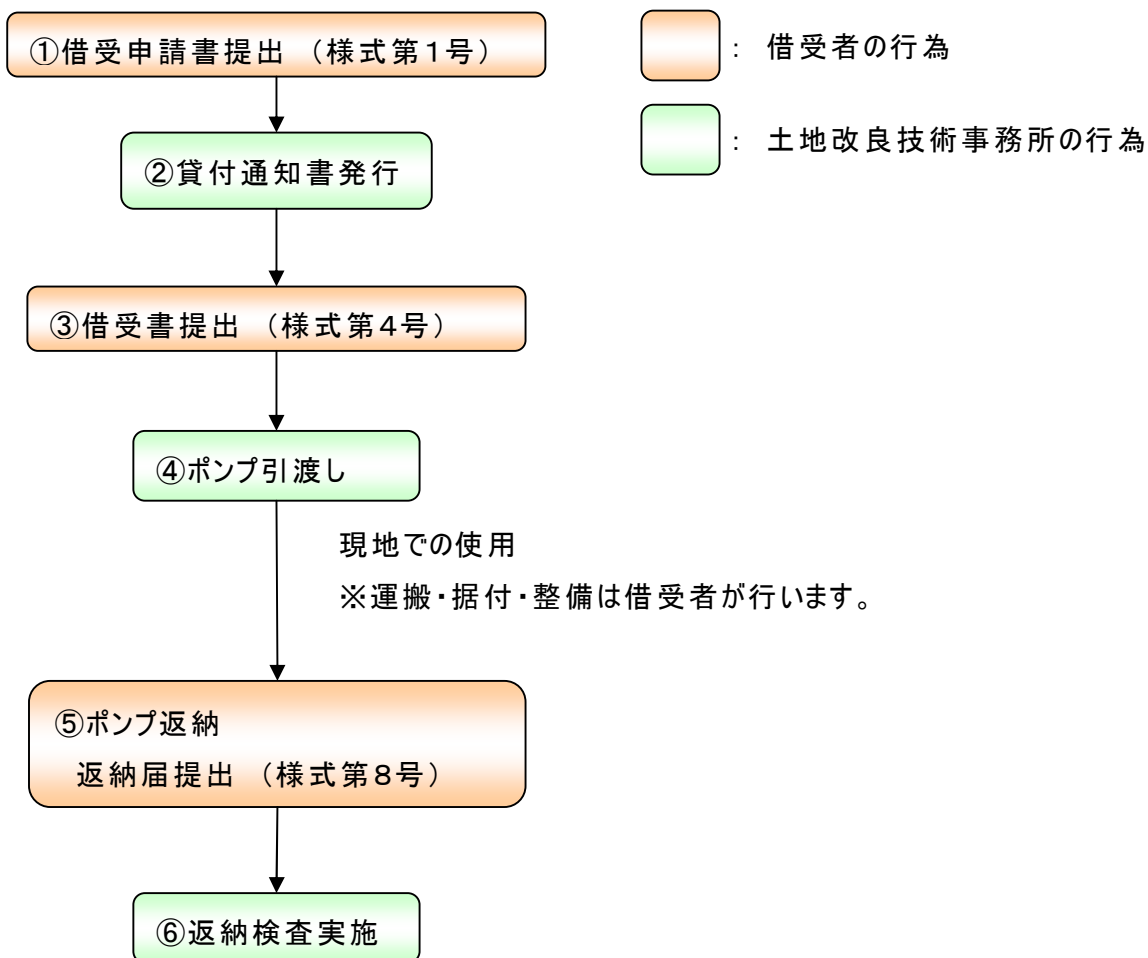 ①借受申請書提出 （様式第1号）
： 借受者の行為
： 土地改良技術事務所の行為
②貸付通知書発行
③借受書提出 （様式第4号）
④ポンプ引渡し
現地での使用
※運搬・据付・整備は借受者が行います。
⑤ポンプ返納
返納届提出 （様式第8号）
⑥返納検査実施